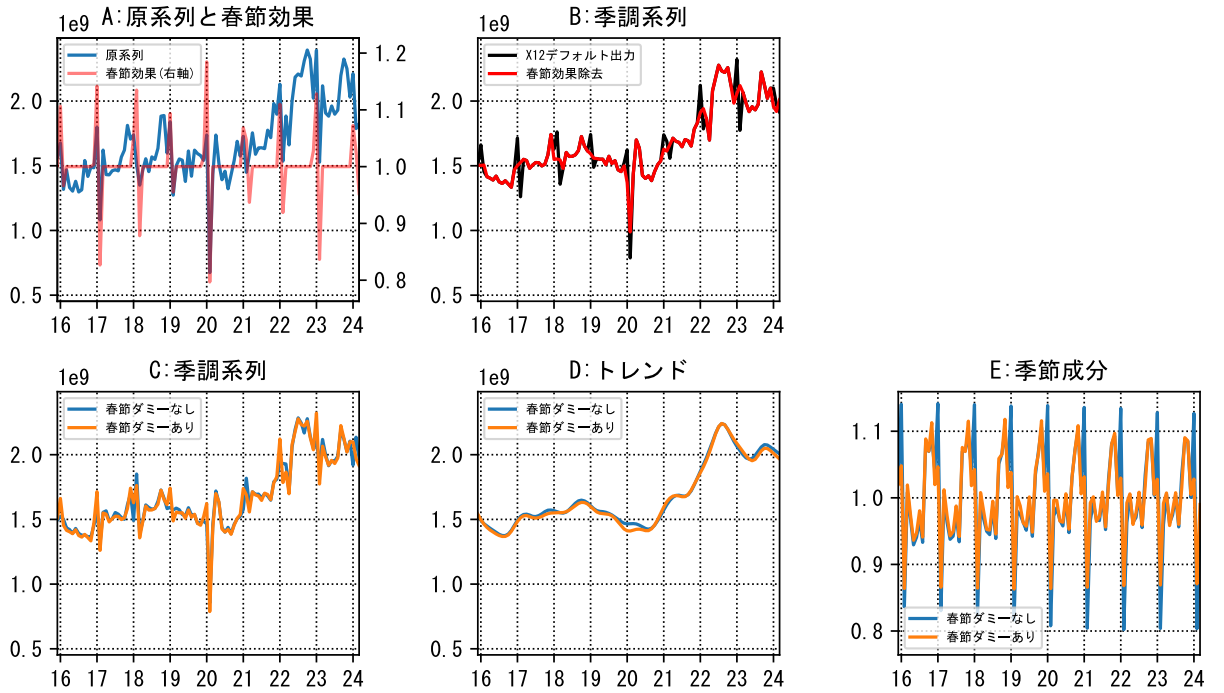 A:原系列と春節効果
1e9
原系列
春節効果(右軸)
2.0
1.5
1.0
0.5
1.2
1.1
1.0
0.9
0.8
16 17 18 19 20 21 22 23 24
B:季調系列
1e9
X12デフォルト出力
春節効果除去
2.0
1.5
1.0
0.5
16 17 18 19 20 21 22 23 24
C:季調系列
1e9
春節ダミーなし
春節ダミーあり
2.0
1.5
1.0
0.5
16 17 18 19 20 21 22 23 24
D:トレンド
1e9
春節ダミーなし
春節ダミーあり
2.0
1.5
1.0
0.5
16 17 18 19 20 21 22 23 24
E:季節成分
1.1
1.0
0.9
0.8
春節ダミーなし
春節ダミーあり
16 17 18 19 20 21 22 23 24